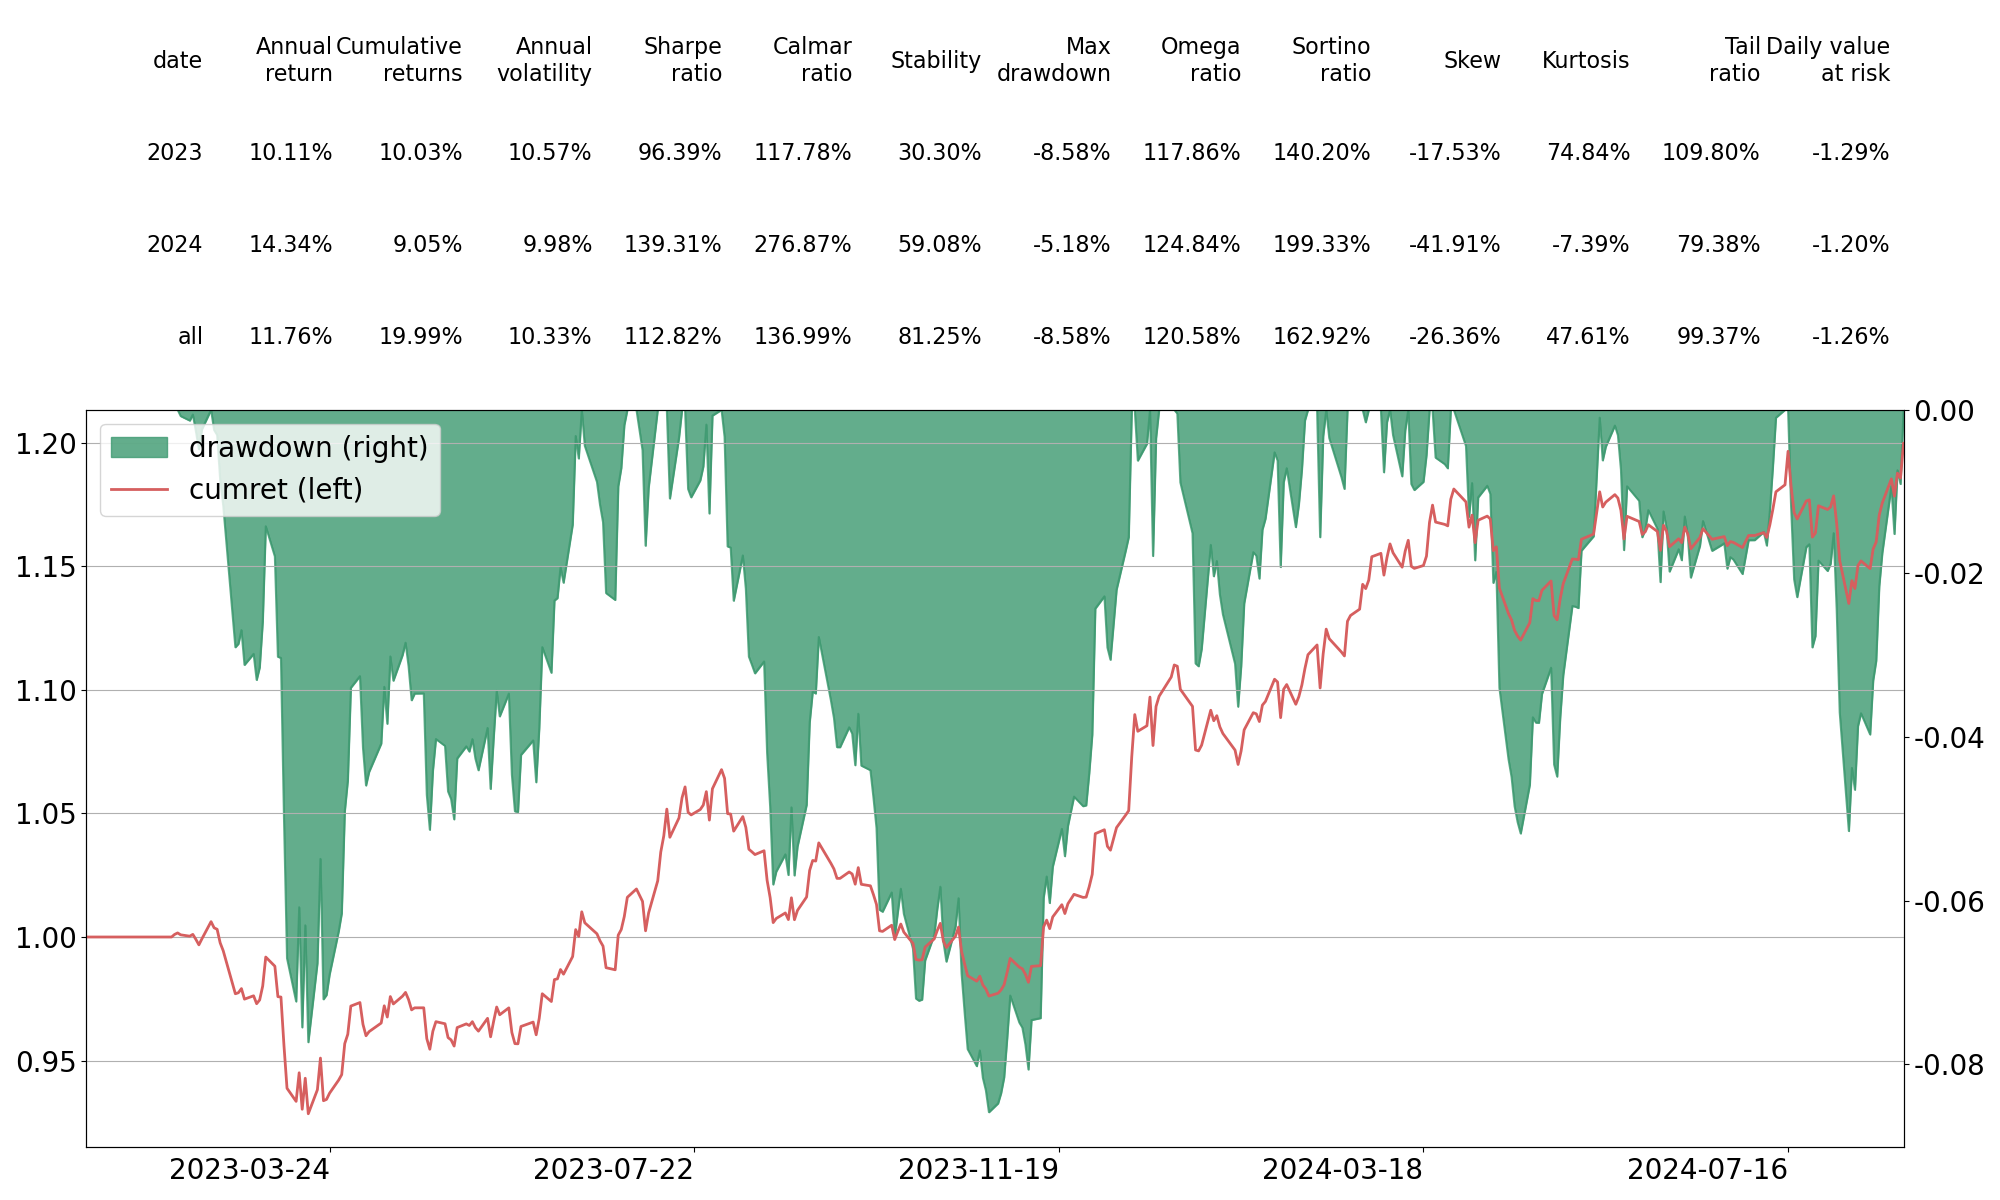 date Annual return Cumulative returns Annual volatility Sharpe ratio Calmar ratio Stability Max drawdown Omega ratio Sortino ratio Skew Kurtosis Tail ratio Daily value at risk
2023 10.11% 10.03% 10.57% 96.39% 117.78% 30.30% -8.58% 117.86% 140.20% -17.53% 74.84% 109.80% -1.29%
2024 14.34% 9.05% 9.98% 139.31% 276.87% 59.08% -5.18% 124.84% 199.33% -41.91% -7.39% 79.38% -1.20%
all 11.76% 19.99% 10.33% 112.82% 136.99% 81.25% -8.58% 120.58% 162.92% -26.36% 47.61% 99.37% -1.26%
drawdown (right)
cumret (left)
1.20
1.15
1.10
1.05
1.00
0.95
0.00
-0.02
-0.04
-0.06
-0.08
2023-03-24 2023-07-22 2023-11-19 2024-03-18 2024-07-16